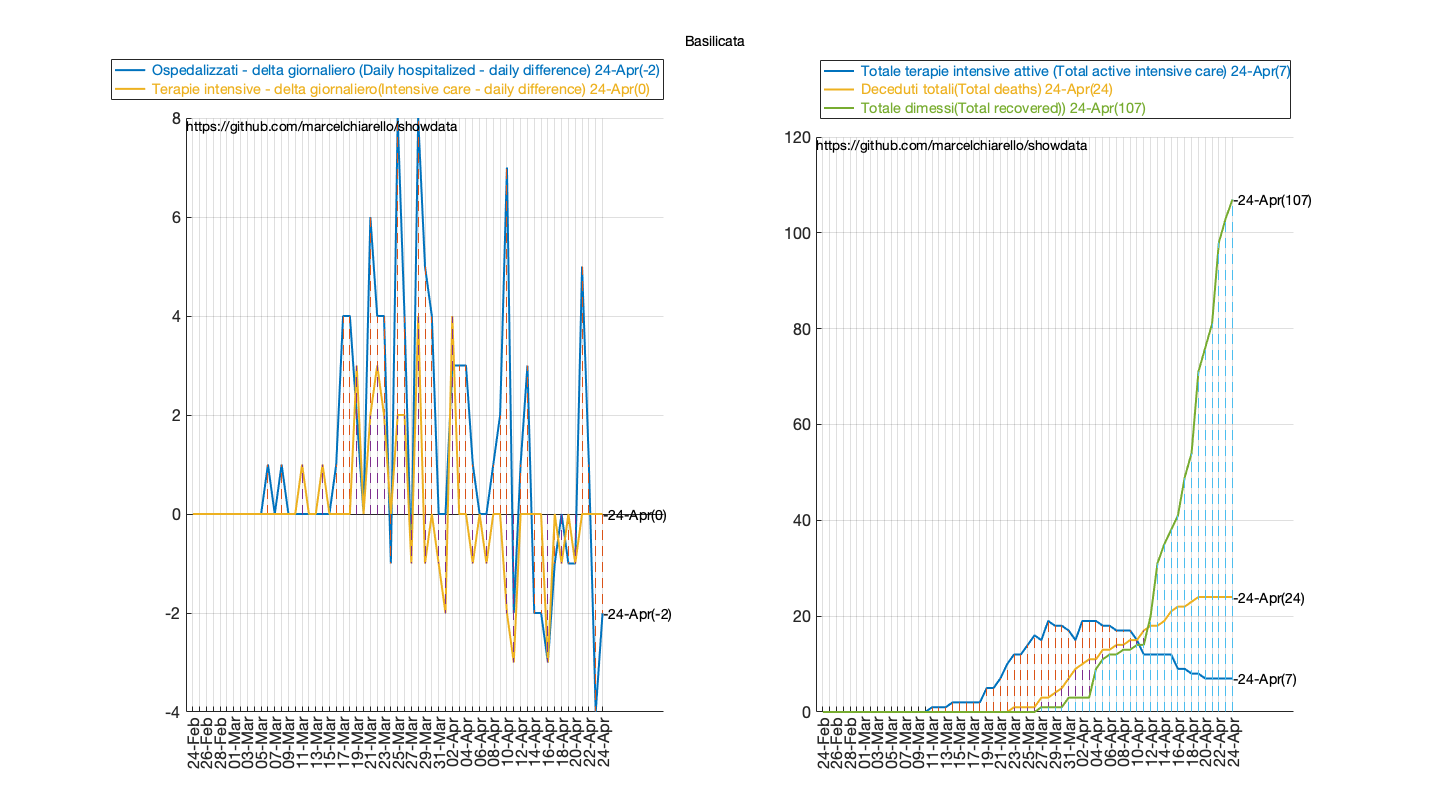 Basilicata
Ospedalizzati - delta giornaliero (Daily hospitalized - daily difference) 24-Apr(-2)
Terapie intensive - delta giornaliero(Intensive care - daily difference) 24-Apr(0)
https://github.com/marcelchiarello/showdata
8
6
4
2
0
-2
-4
-24-Apr(0)
-24-Apr(-2)
24-Feb
26-Feb
28-Feb
01-Mar
03-Mar
05-Mar
07-Mar
09-Mar
11-Mar
13-Mar
15-Mar
17-Mar
19-Mar
21-Mar
23-Mar
25-Mar
27-Mar
29-Mar
31-Mar
02-Apr
04-Apr
06-Apr
08-Apr
10-Apr
12-Apr
14-Apr
16-Apr
18-Apr
20-Apr
22-Apr
24-Apr
Totale terapie intensive attive (Total active intensive care) 24-Apr(7)
Deceduti totali(Total deaths) 24-Apr(24)
Totale dimessi(Total recovered)) 24-Apr(107)
https://github.com/marcelchiarello/showdata
120
100
80
60
40
20
0
-24-Apr(107)
-24-Apr(24)
-24-Apr(7)
24-Feb
26-Feb
28-Feb
01-Mar
03-Mar
05-Mar
07-Mar
09-Mar
11-Mar
13-Mar
15-Mar
17-Mar
19-Mar
21-Mar
23-Mar
25-Mar
27-Mar
29-Mar
31-Mar
02-Apr
04-Apr
06-Apr
08-Apr
10-Apr
12-Apr
14-Apr
16-Apr
18-Apr
20-Apr
22-Apr
24-Apr